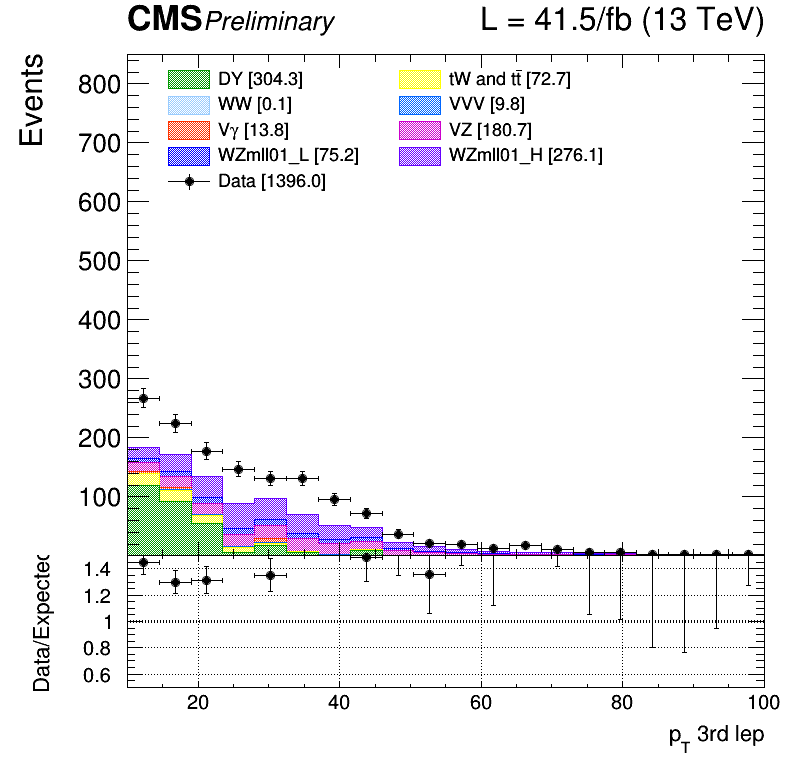 CMS Preliminary L = 41.5/fb (13 TeV)
Events
800
700
600
500
400
300
200
100
DY [304.3] tW and tt̄ [72.7]
WW [0.1] VVV [9.8]
Vγ [13.8] VZ [180.7]
WZmll01_L [75.2] WZmll01_H [276.1]
Data [1396.0]
Data/Expected
1.4
1.2
1
0.8
0.6
20 40 60 80 100
pT 3rd lep